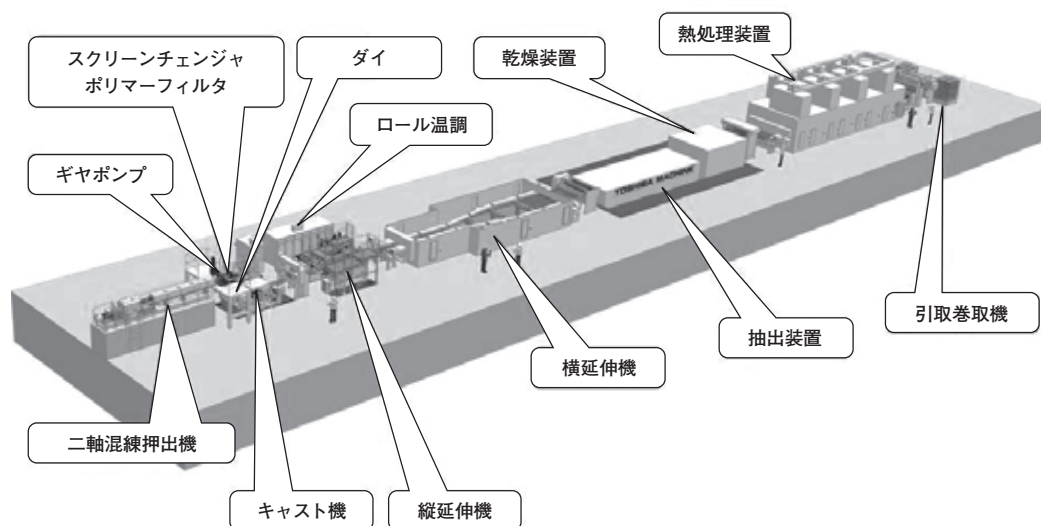 スクリーンチェンジャ
ポリマーフィルタ
ダイ
乾燥装置
熱処理装置
ロール温調
ギヤポンプ
TOSHIBA MACHINE
引取巻取機
抽出装置
横延伸機
二軸混練押出機
キャスト機
縦延伸機